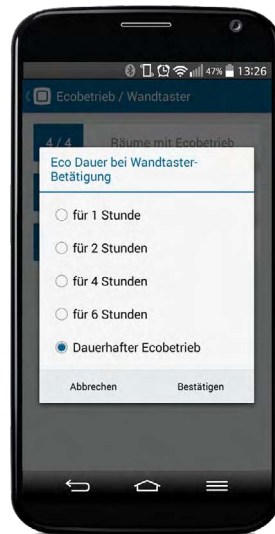 47% 13:26
Ecobetrieb / Wandtaster
4 / 4 Räume mit Ecobetrieb
Eco Dauer bei Wandtaster-
Betätigung
für 1 Stunde
für 2 Stunden
für 4 Stunden
für 6 Stunden
Dauerhafter Ecobetrieb
Abbrechen Bestätigen